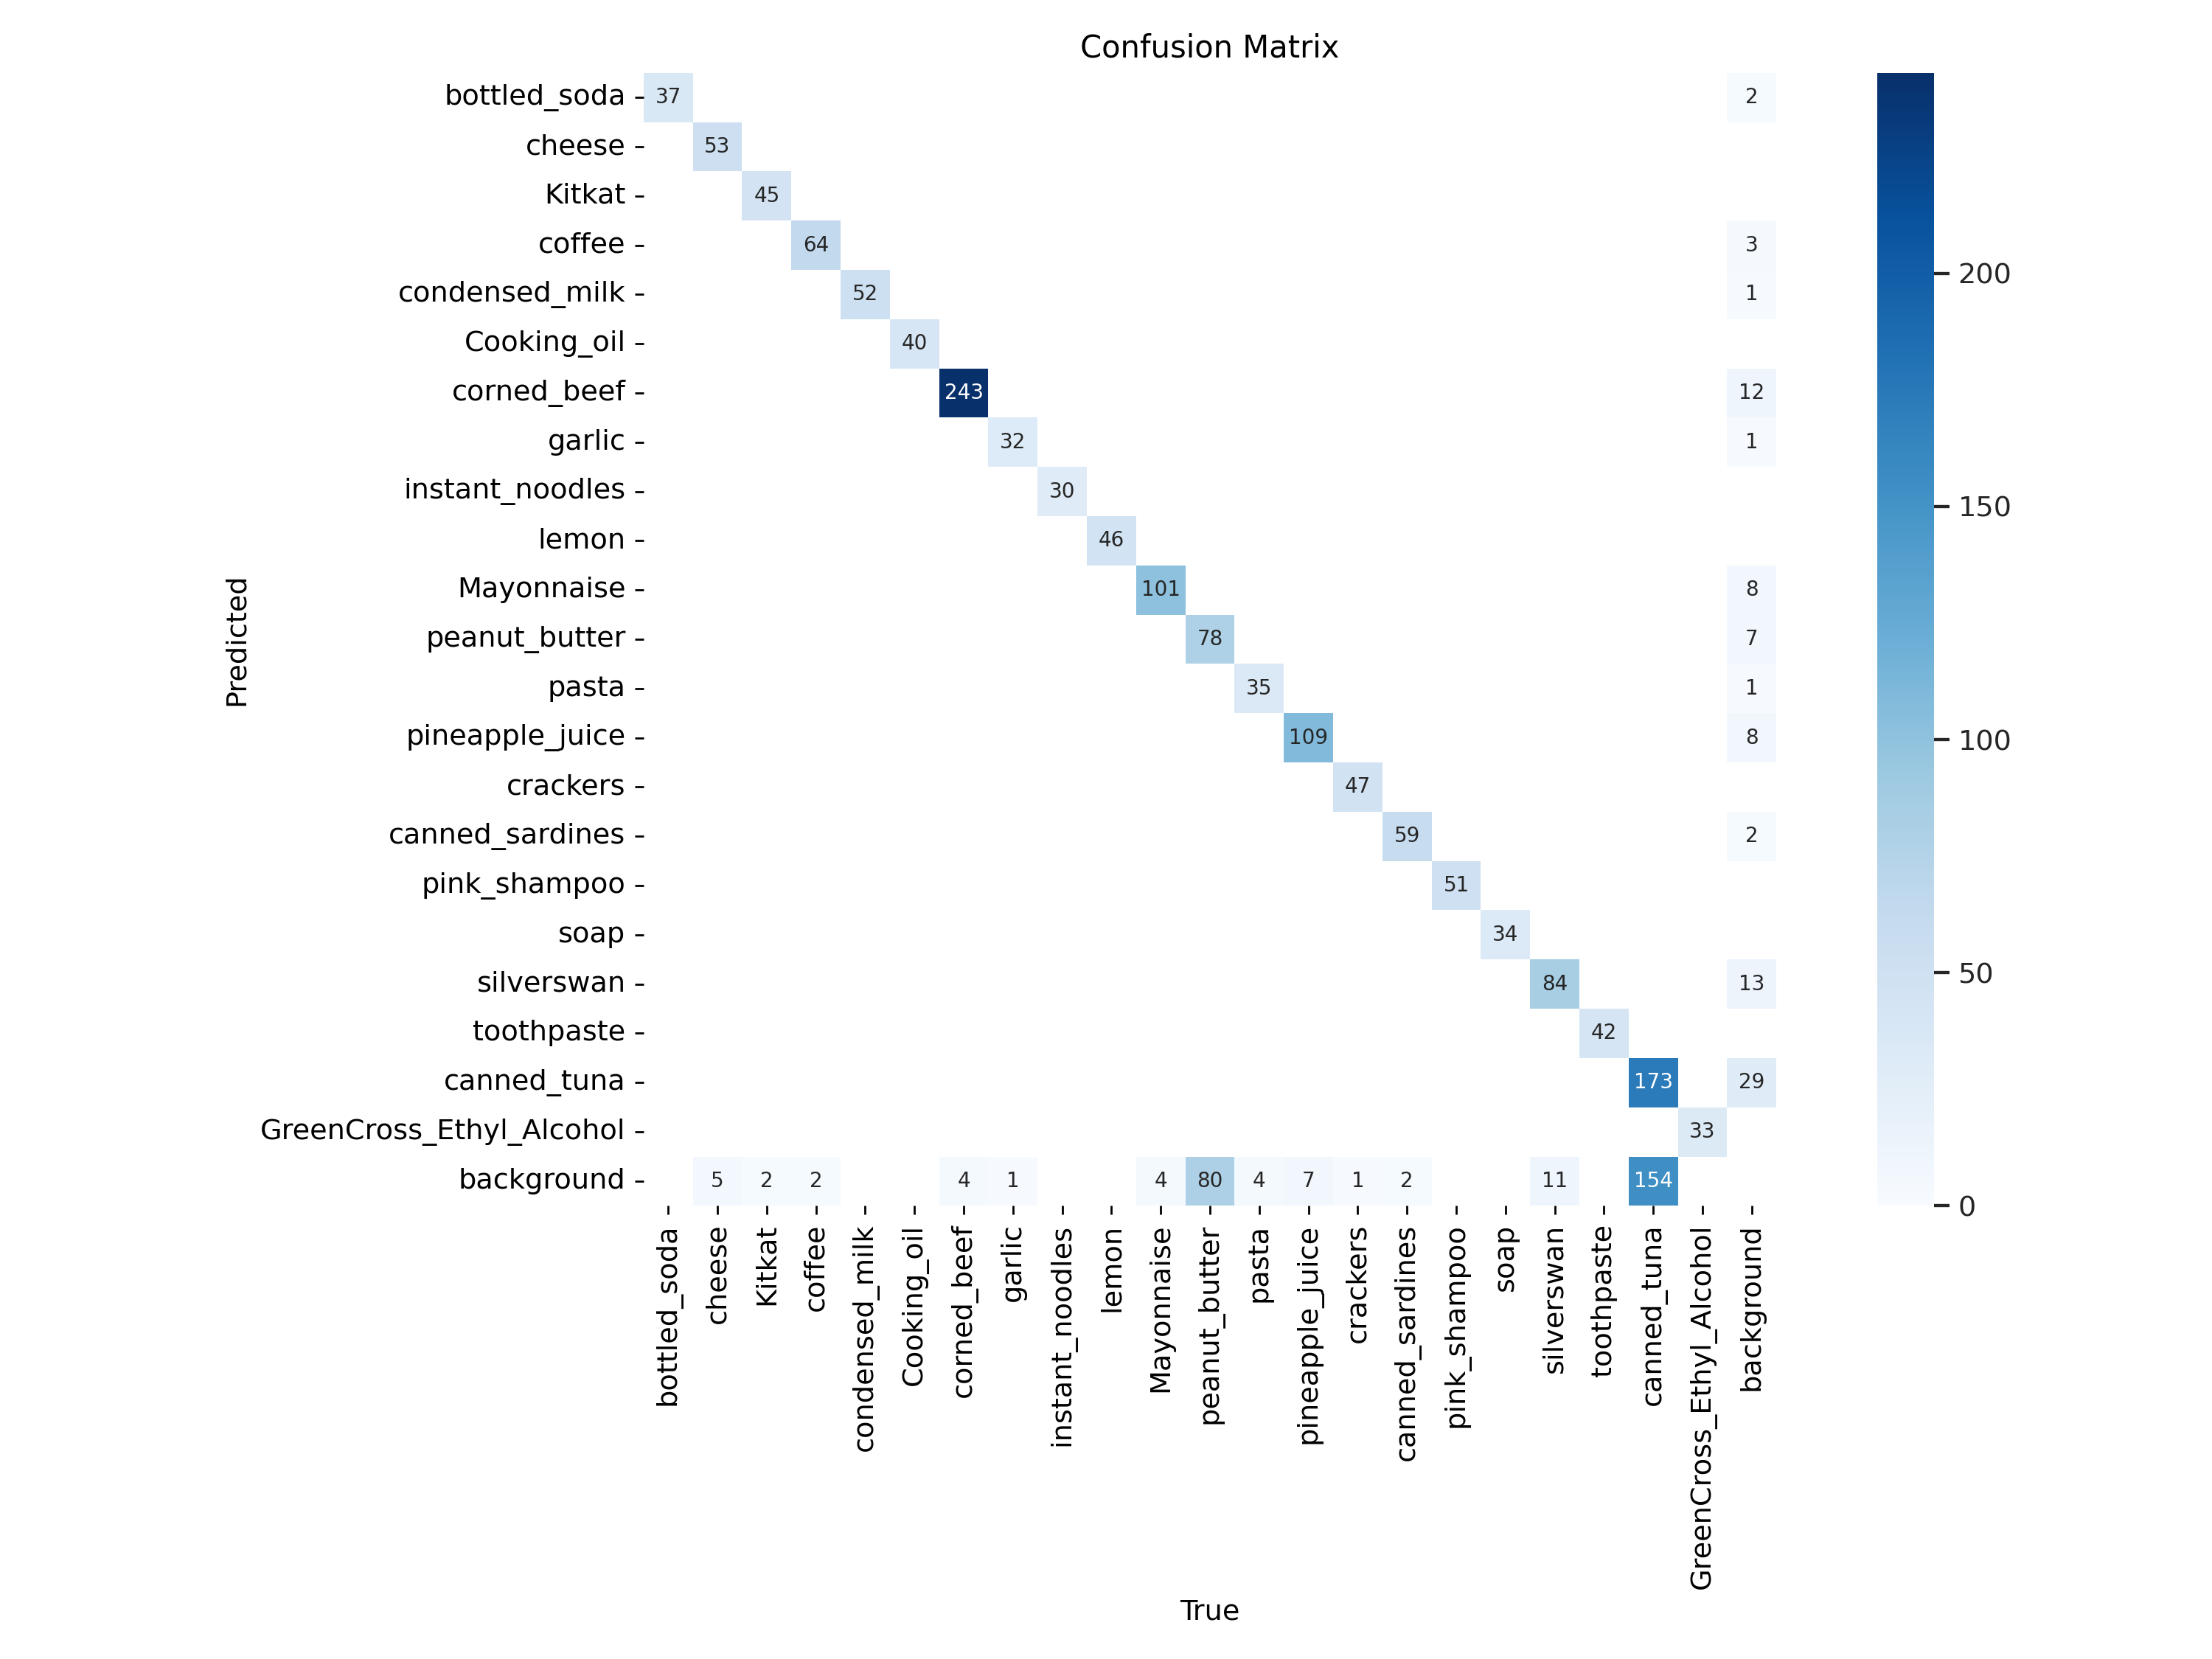 Confusion Matrix
bottled_soda 37 2
cheese 53
Kitkat 45
coffee 64 3
condensed_milk 52 1
Cooking_oil 40
corned_beef 243 12
garlic 32 1
instant_noodles 30
lemon 46
Mayonnaise 101 8
peanut_butter 78 7
pasta 35 1
pineapple_juice 109 8
crackers 47
canned_sardines 59 2
pink_shampoo 51
soap 34
silverswan 84 13
toothpaste 42
canned_tuna 173 29
GreenCross_Ethyl_Alcohol 33
background 5 2 2 4 1 4 80 4 7 1 2 11 154
Predicted
bottled_soda
cheese
Kitkat
coffee
condensed_milk
Cooking_oil
corned_beef
garlic
instant_noodles
lemon
Mayonnaise
peanut_butter
pasta
pineapple_juice
crackers
canned_sardines
pink_shampoo
soap
silverswan
toothpaste
canned_tuna
GreenCross_Ethyl_Alcohol
background
True
200
150
100
50
0